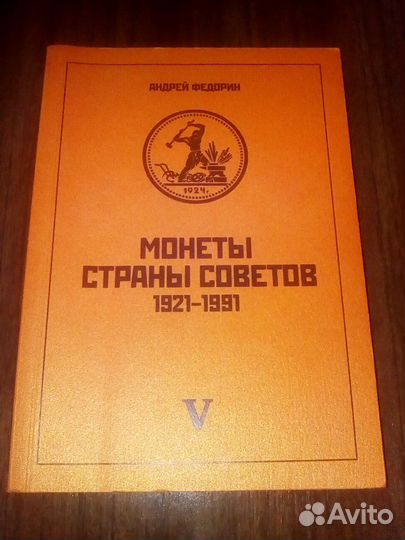 АНДРЕЙ ФЕДОРИН
1924г.
МОНЕТЫ
СТРАНЫ СОВЕТОВ
1921-1991
V
Avito